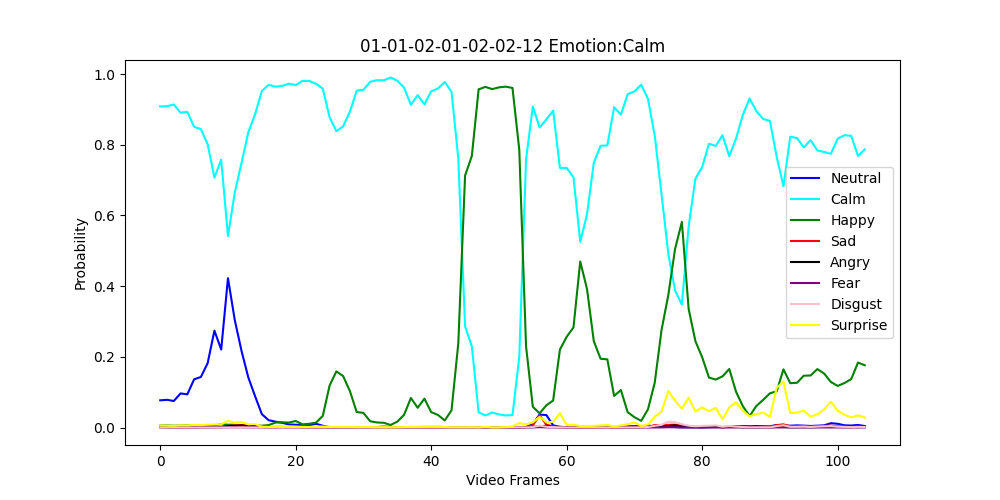 01-01-02-01-02-02-12 Emotion:Calm
Probability
1.0
0.8
0.6
0.4
0.2
0.0
Neutral
Calm
Happy
Sad
Angry
Fear
Disgust
Surprise
0 20 40 60 80 100
Video Frames